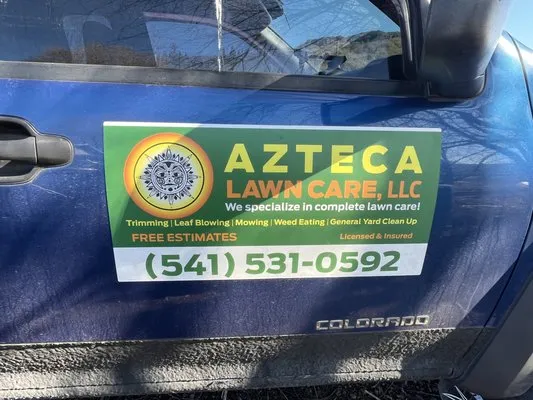 AZTECA
LAWN CARE, LLC
We specialize in complete lawn care!
Trimming | Leaf Blowing | Mowing | Weed Eating | General Yard Clean Up
FREE ESTIMATES Licensed & Insured
(541) 531-0592
COLORADO